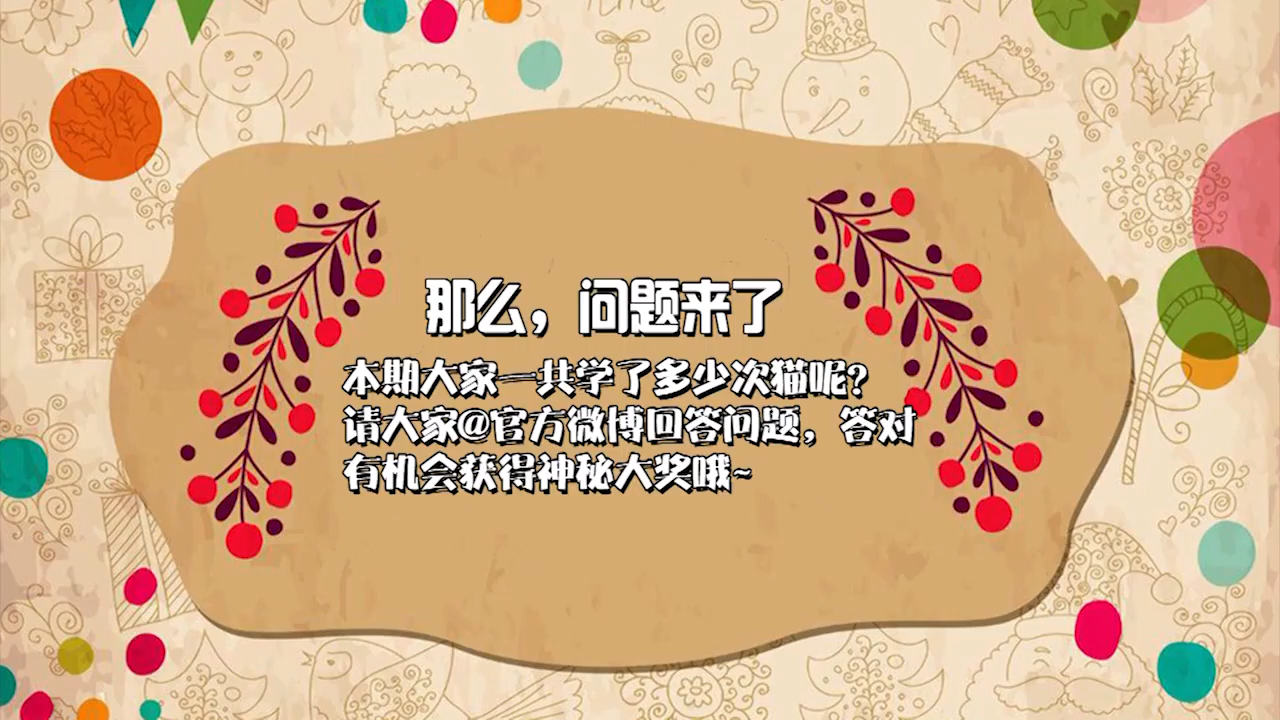 那么，问题来了
本期大家一共学了多少次猫呢？
请大家@官方微博回答问题，答对
有机会获得神秘大奖哦~